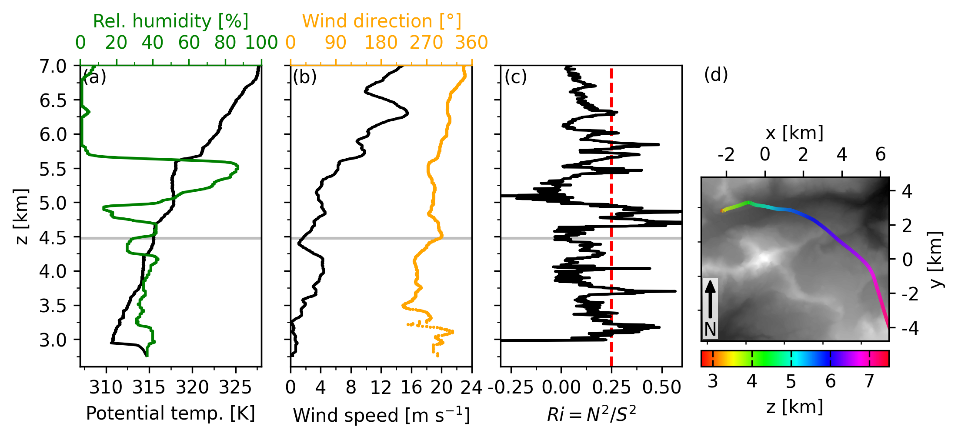 Rel. humidity [%]
0 20 40 60 80 100
Wind direction [°]
0 90 180 270 360
(a)
(b)
(c)
(d)
7.0
6.5
6.0
5.5
5.0
4.5
4.0
3.5
3.0
z [km]
310 315 320 325
Potential temp. [K]
0 4 8 12 16 20 24
Wind speed [m s⁻¹]
-0.25 0.00 0.25 0.50
Ri = N²/S²
x [km]
-2 0 2 4 6
4
2
0
-2
-4
y [km]
N
3 4 5 6 7
z [km]